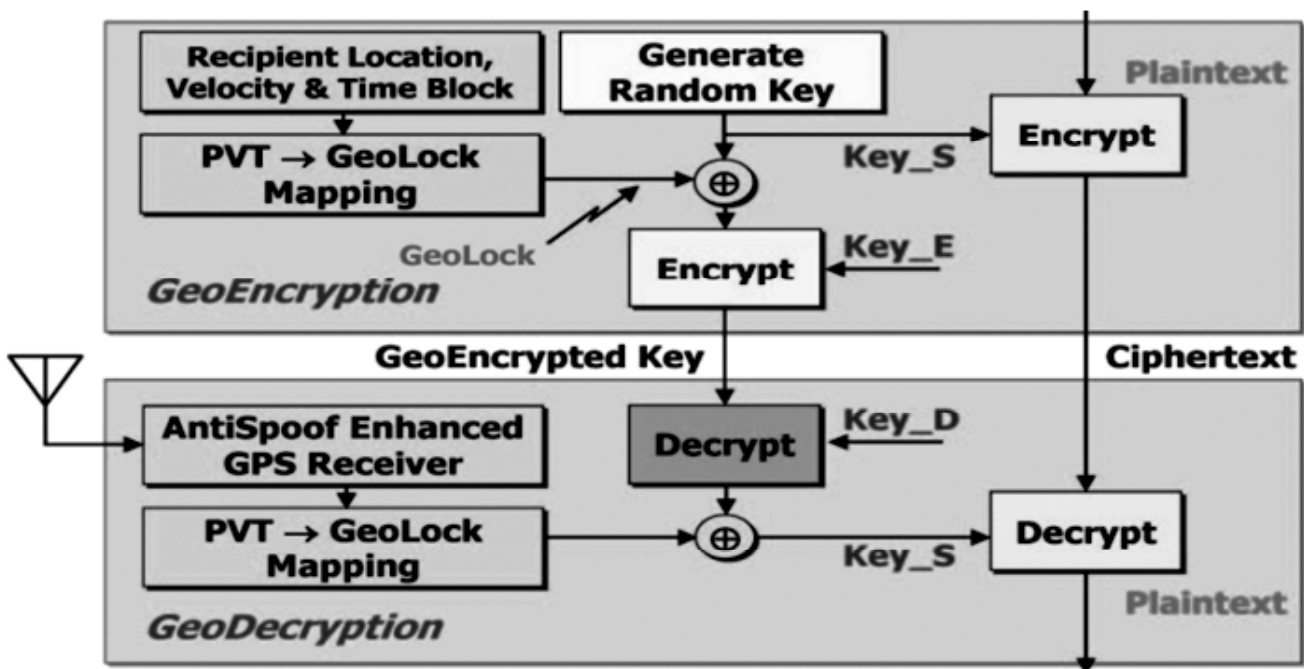 Recipient Location,
Velocity & Time Block
Generate
Random Key
Plaintext
Encrypt
PVT → GeoLock
Mapping
Key_S
⊕
GeoLock
Encrypt
Key_E
GeoEncryption
GeoEncrypted Key
Ciphertext
AntiSpoof Enhanced
GPS Receiver
Decrypt
Key_D
PVT → GeoLock
Mapping
⊕
Key_S
Decrypt
Plaintext
GeoDecryption